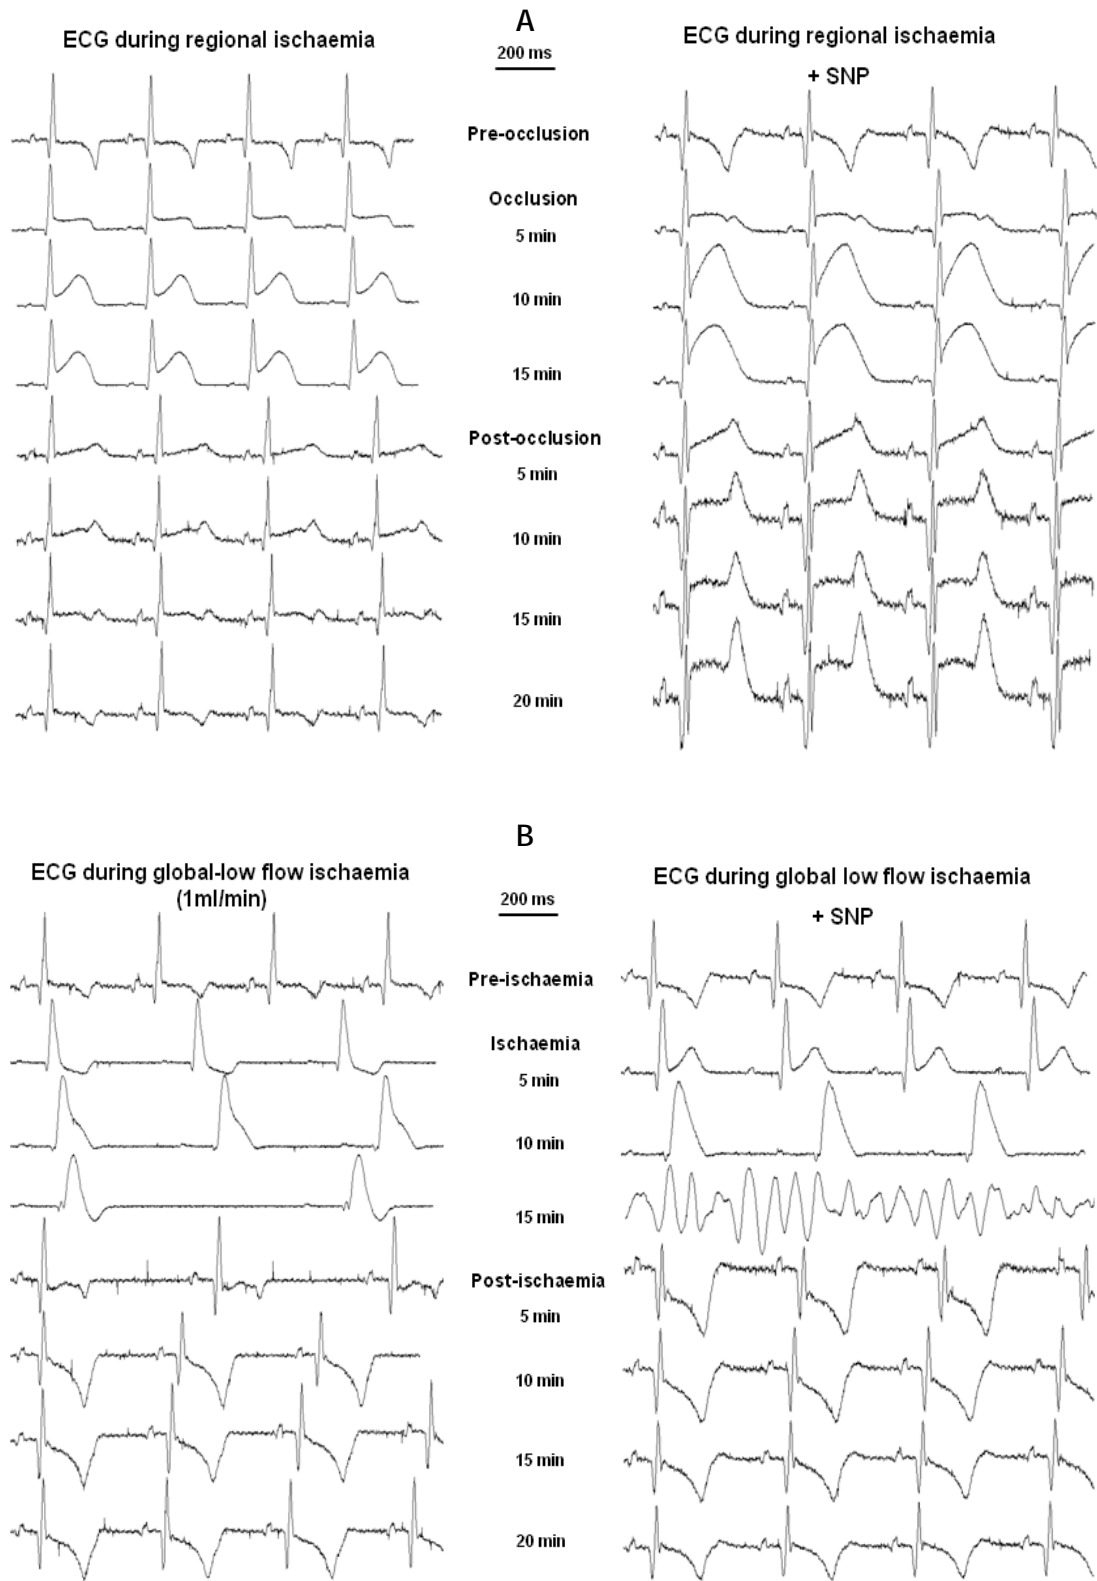 A
ECG during regional ischaemia
200 ms
ECG during regional ischaemia
+ SNP
Pre-occlusion
Occlusion
5 min
10 min
15 min
Post-occlusion
5 min
10 min
15 min
20 min
B
ECG during global-low flow ischaemia
(1ml/min)
200 ms
ECG during global low flow ischaemia
+ SNP
Pre-ischaemia
Ischaemia
5 min
10 min
15 min
Post-ischaemia
5 min
10 min
15 min
20 min